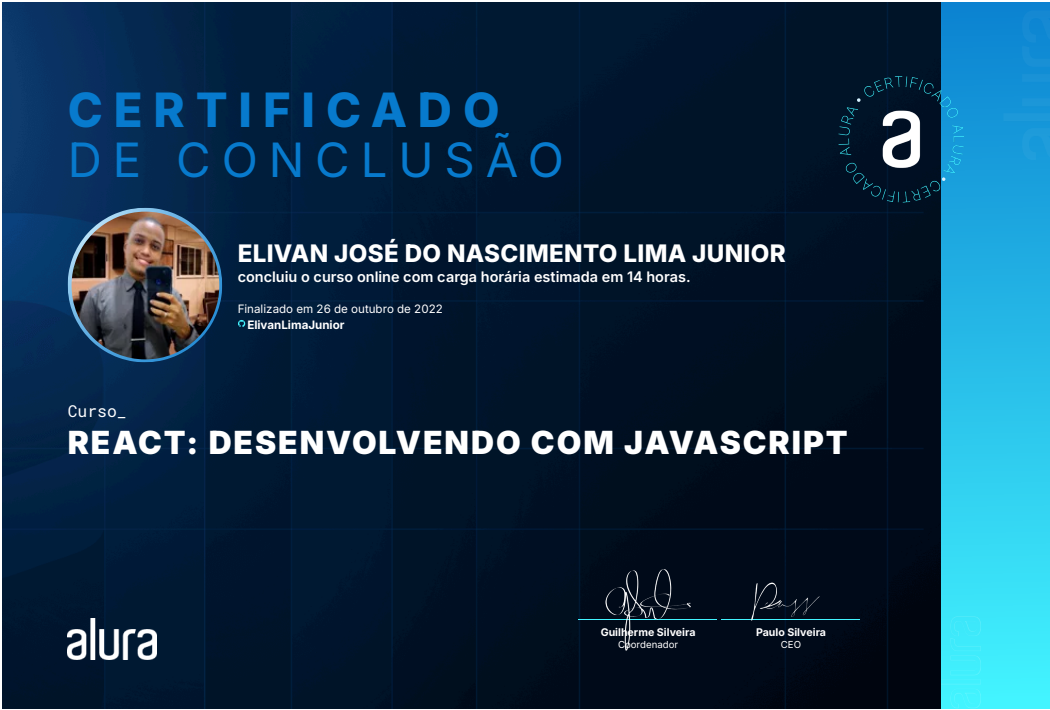 CERTIFICADO
DE CONCLUSÃO
• CERTIFICADO ALURA • CERTIFICADO ALURA
a
ELIVAN JOSÉ DO NASCIMENTO LIMA JUNIOR
concluiu o curso online com carga horária estimada em 14 horas.
Finalizado em 26 de outubro de 2022
ElivanLimaJunior
Curso_
REACT: DESENVOLVENDO COM JAVASCRIPT
alura
Guilherme Silveira
Coordenador
Paulo Silveira
CEO
alura
alura